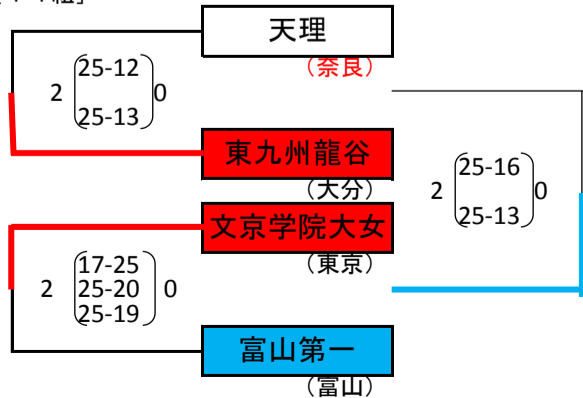 天理
(奈良)
2
25-12
25-13
0
東九州龍谷
(大分)
2
25-16
25-13
0
文京学院大女
(東京)
2
17-25
25-20
25-19
0
富山第一
(富山)